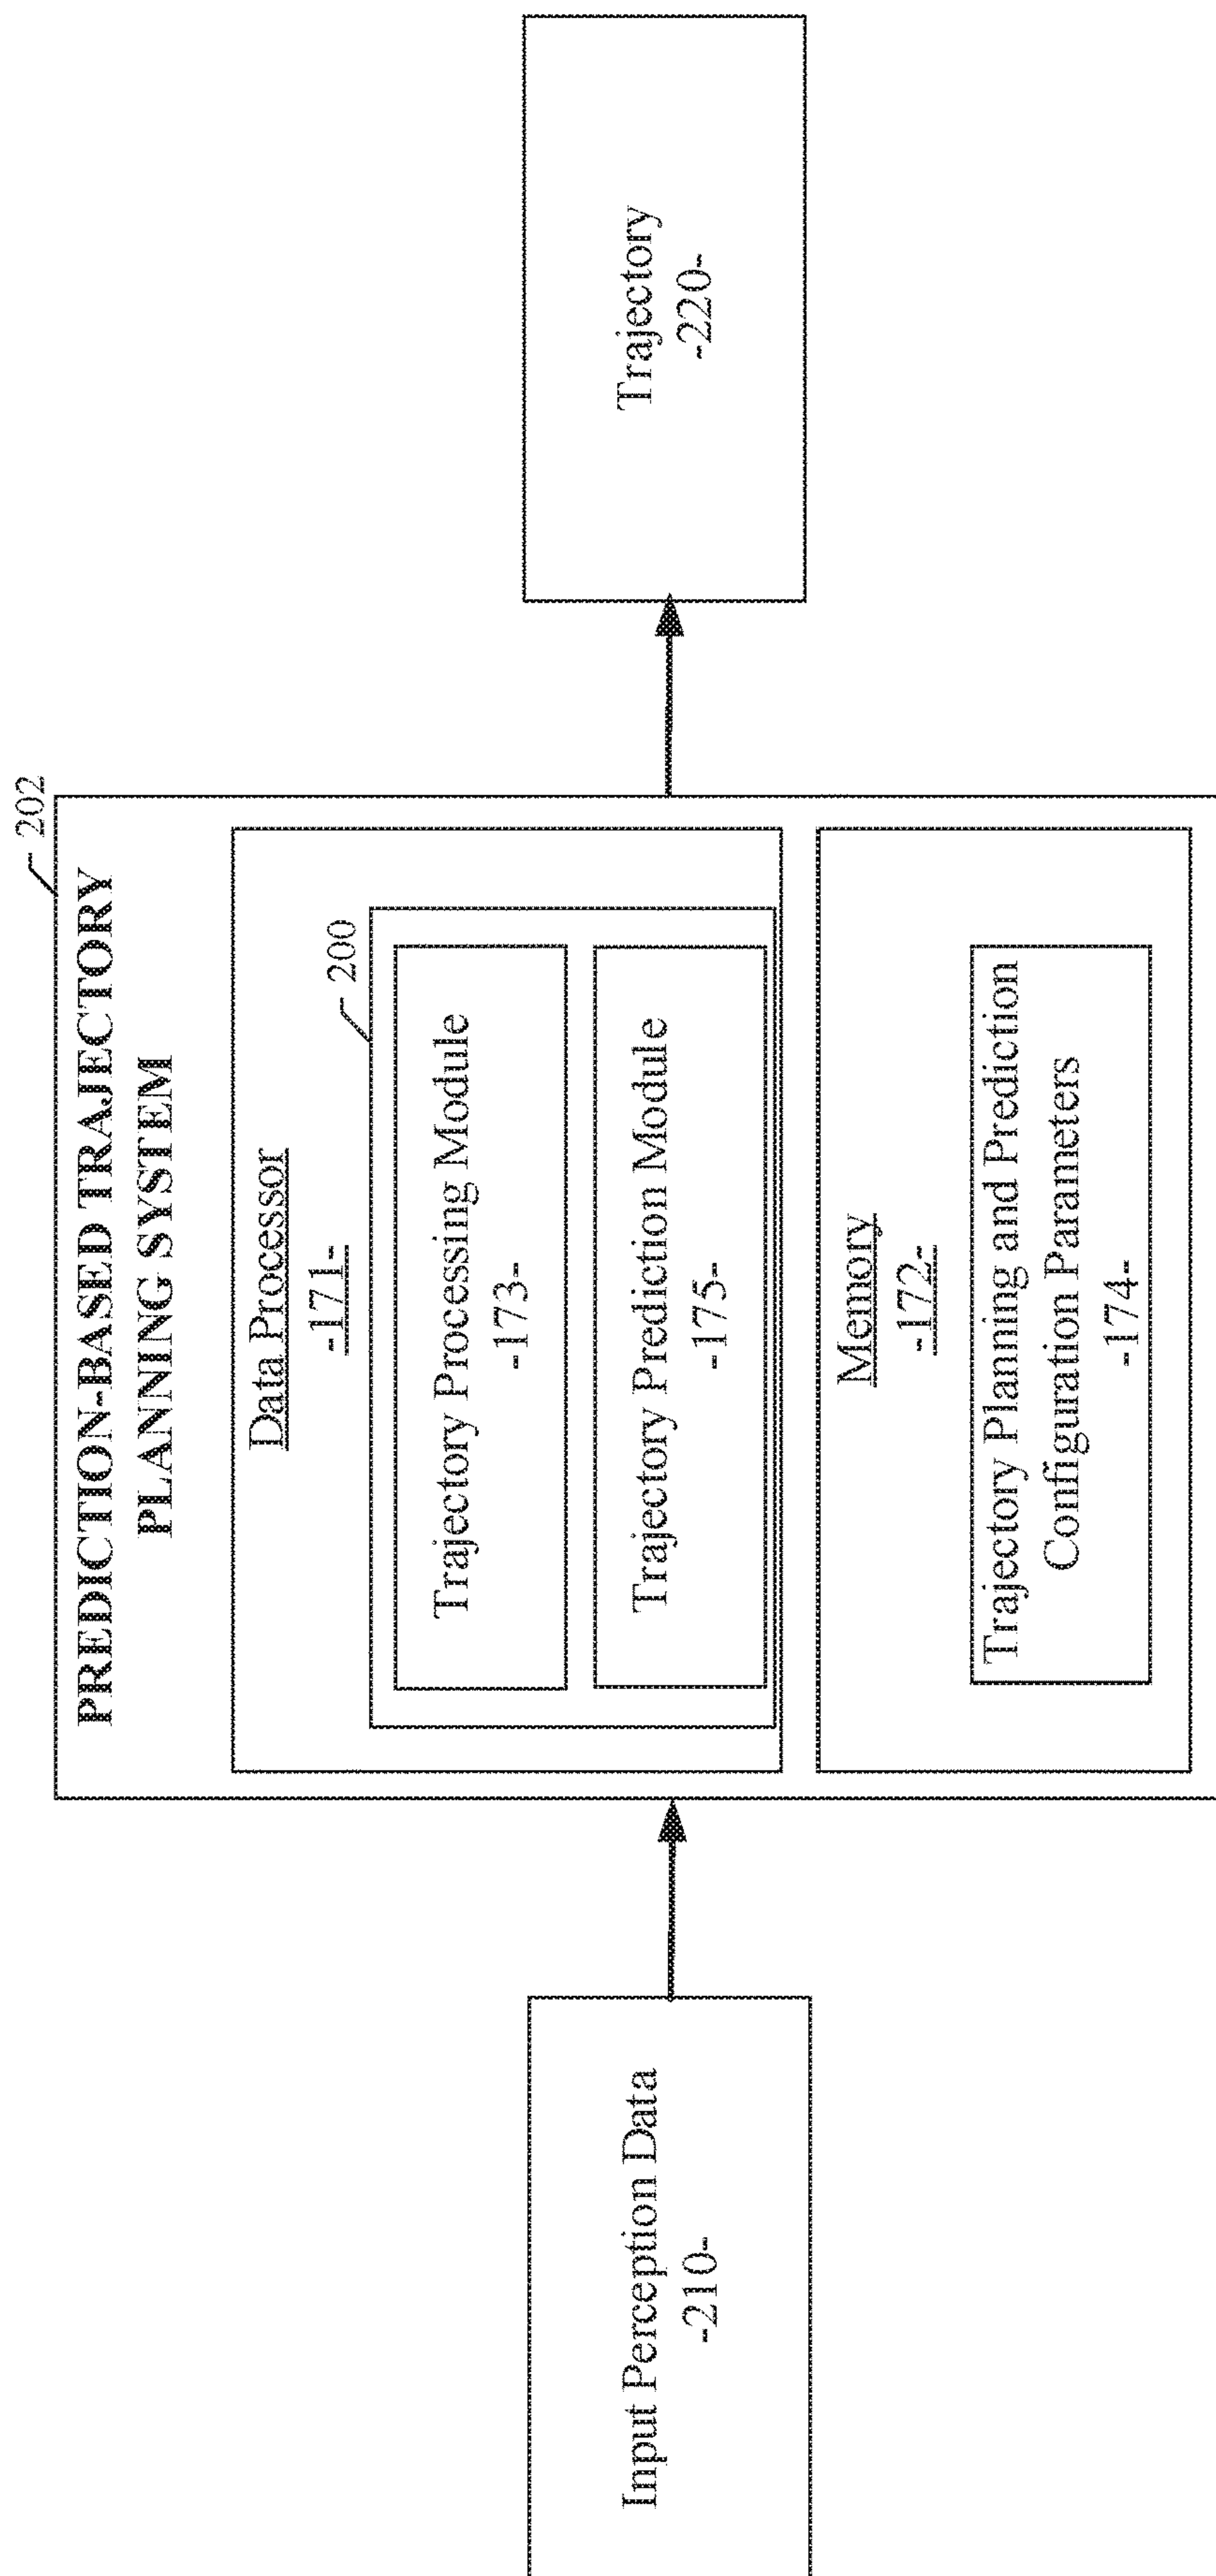 Input Perception Data
-210-
202
PREDICTION-BASED TRAJECTORY
PLANNING SYSTEM
Data Processor
-171-
200
Trajectory Processing Module
-173-
Trajectory Prediction Module
-175-
Memory
-172-
Trajectory Planning and Prediction
Configuration Parameters
-174-
Trajectory
-220-